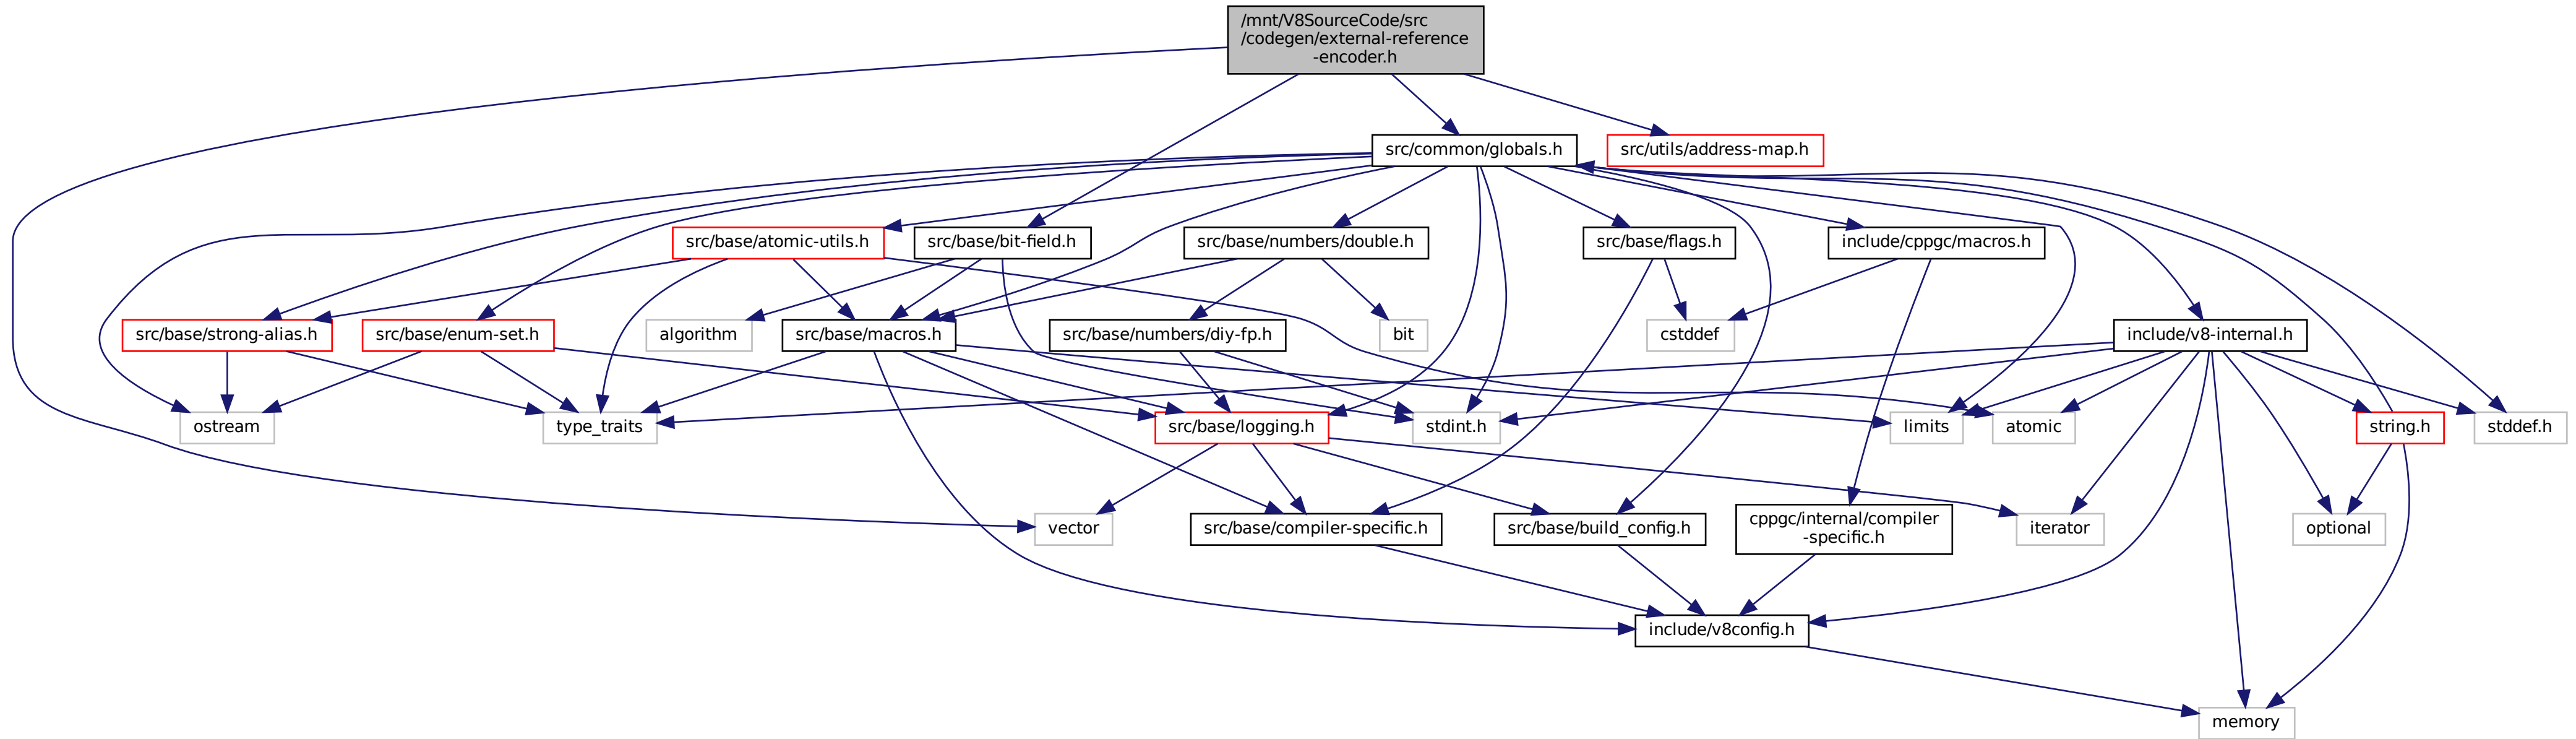 /mnt/V8SourceCode/src
/codegen/external-reference
-encoder.h
src/common/globals.h
src/utils/address-map.h
src/base/atomic-utils.h
src/base/bit-field.h
src/base/numbers/double.h
src/base/flags.h
include/cppgc/macros.h
src/base/strong-alias.h
src/base/enum-set.h
algorithm
src/base/macros.h
src/base/numbers/diy-fp.h
bit
cstddef
include/v8-internal.h
ostream
type_traits
src/base/logging.h
stdint.h
limits
atomic
string.h
stddef.h
vector
src/base/compiler-specific.h
src/base/build_config.h
cppgc/internal/compiler
-specific.h
iterator
optional
include/v8config.h
memory